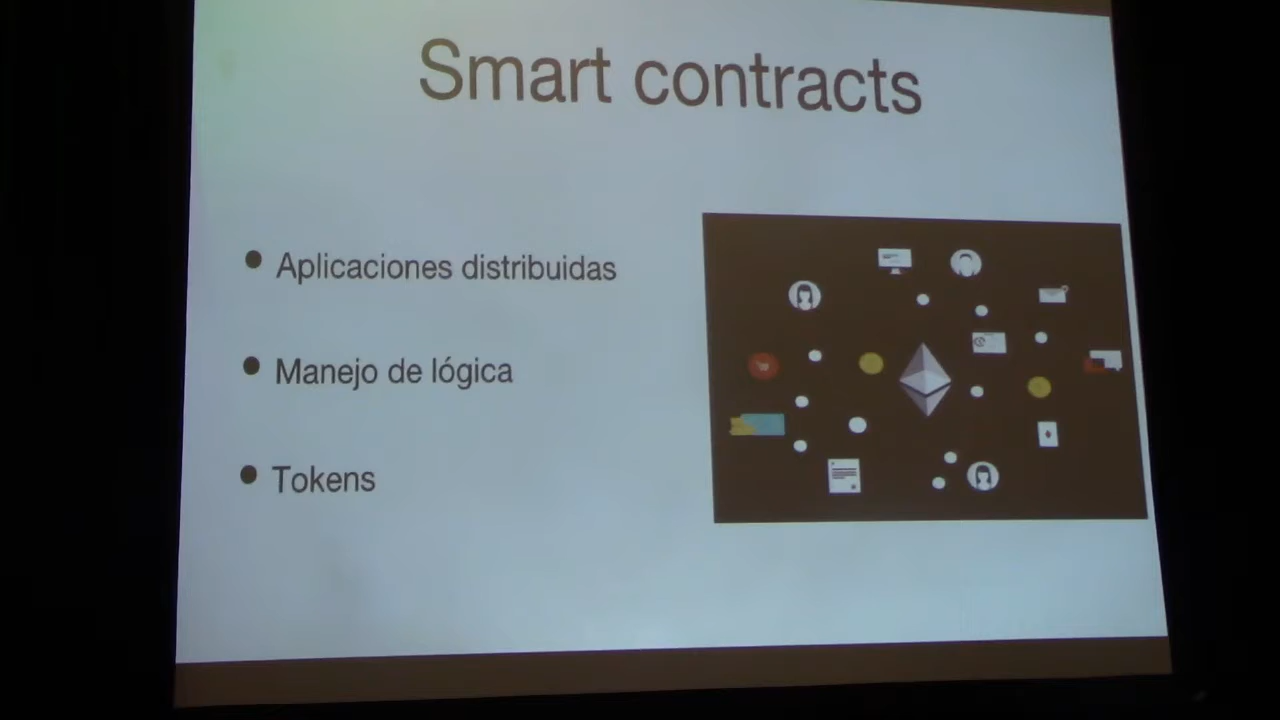 Smart contracts
• Aplicaciones distribuidas
• Manejo de lógica
• Tokens